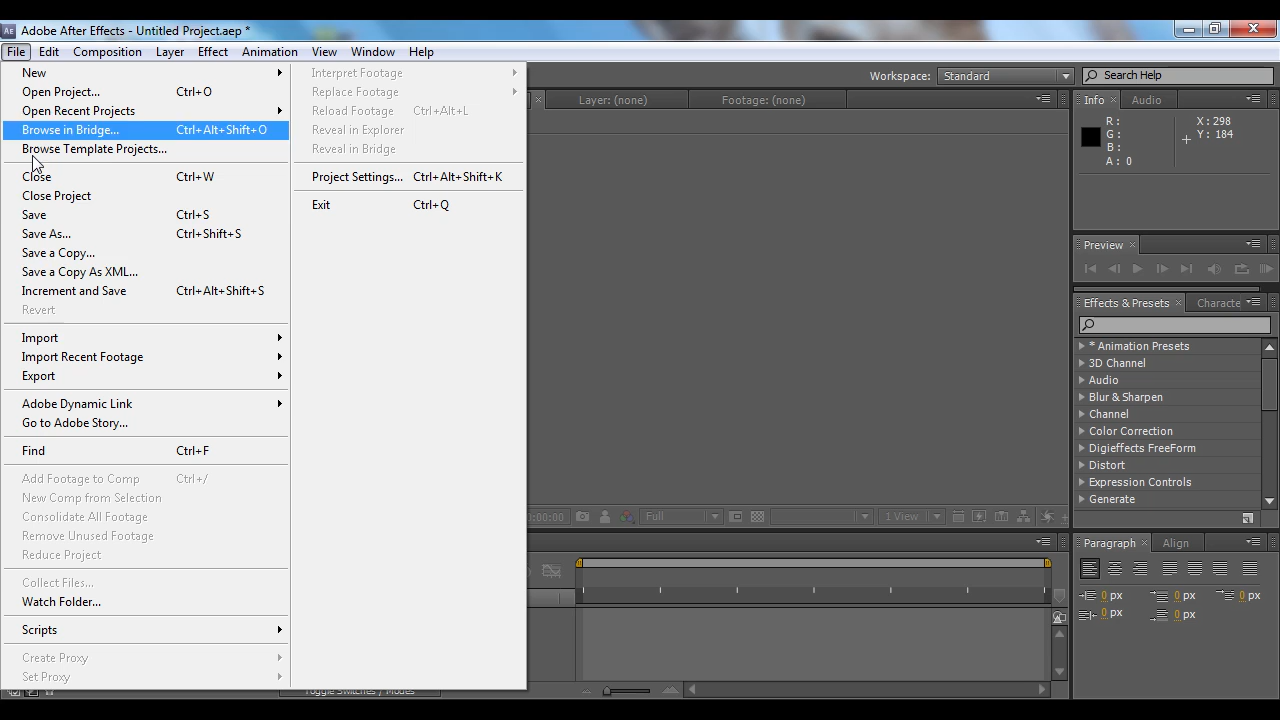 Ae Adobe After Effects - Untitled Project.aep *
File Edit Composition Layer Effect Animation View Window Help
New
Open Project... Ctrl+O
Open Recent Projects
Browse in Bridge... Ctrl+Alt+Shift+O
Browse Template Projects...
Close Ctrl+W
Close Project
Save Ctrl+S
Save As... Ctrl+Shift+S
Save a Copy...
Save a Copy As XML...
Increment and Save Ctrl+Alt+Shift+S
Revert
Import
Import Recent Footage
Export
Adobe Dynamic Link
Go to Adobe Story...
Find Ctrl+F
Add Footage to Comp Ctrl+/
New Comp from Selection
Consolidate All Footage
Remove Unused Footage
Reduce Project
Collect Files...
Watch Folder...
Scripts
Create Proxy
Set Proxy
Interpret Footage
Replace Footage
Reload Footage Ctrl+Alt+L
Reveal in Explorer
Reveal in Bridge
Project Settings... Ctrl+Alt+Shift+K
Exit Ctrl+Q
Workspace: Standard Search Help
Layer: (none) Footage: (none)
Info Audio
R: X: 298
G: Y: 184
B:
A: 0
Preview
Effects & Presets Characte
* Animation Presets
3D Channel
Audio
Blur & Sharpen
Channel
Color Correction
Digieffects FreeForm
Distort
Expression Controls
Generate
:00:00 Full 1 View
Paragraph Align
0 px 0 px 0 px
0 px 0 px
Toggle Switches / Modes